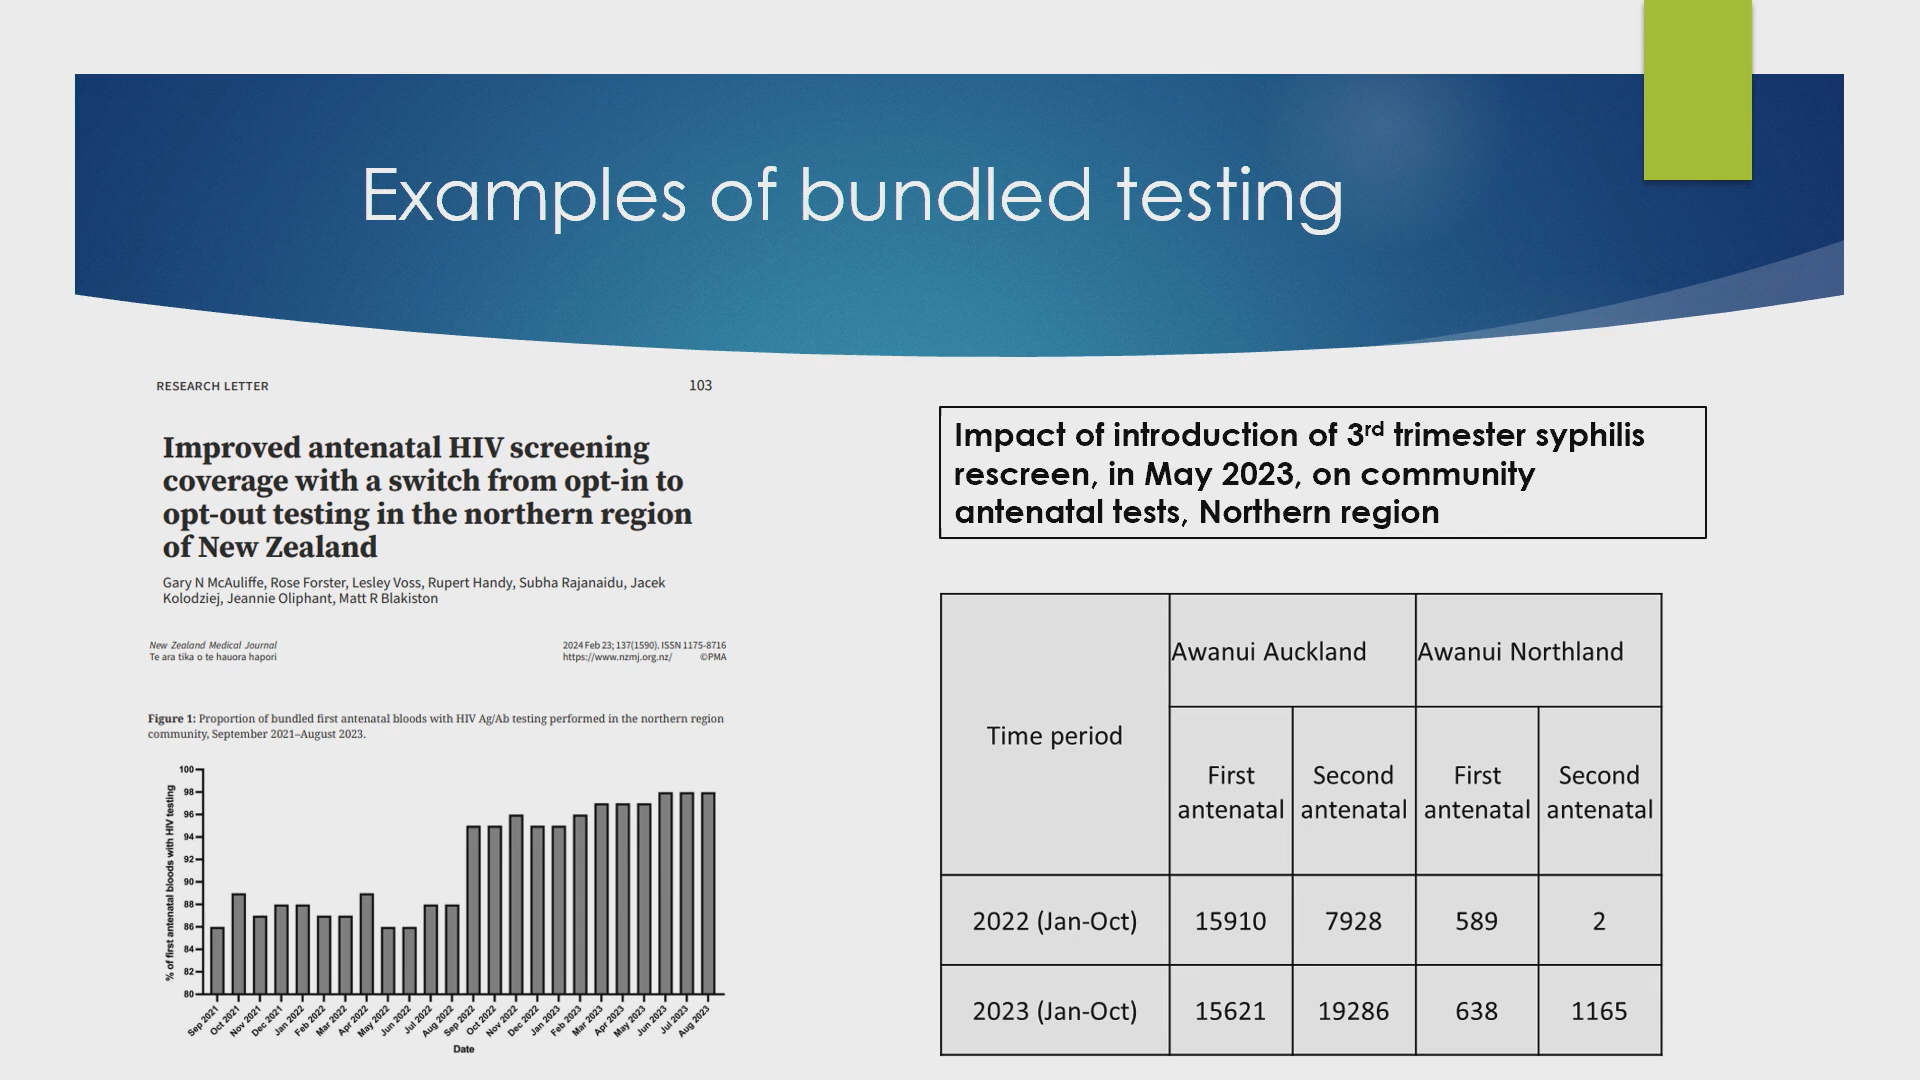 Examples of bundled testing
RESEARCH LETTER 103
Improved antenatal HIV screening
coverage with a switch from opt-in to
opt-out testing in the northern region
of New Zealand
Gary N McAuliffe, Rose Forster, Lesley Voss, Rupert Handy, Subha Rajanaidu, Jacek
Kolodziej, Jeannie Oliphant, Matt R Blakiston
New Zealand Medical Journal
Te ara tika o te hauora hapori
2024 Feb 23; 137(1590). ISSN 1175-8716
https://www.nzmj.org.nz/ ©PMA
Figure 1: Proportion of bundled first antenatal bloods with HIV Ag/Ab testing performed in the northern region
community, September 2021–August 2023.
% of first antenatal bloods with HIV testing
100
98
96
94
92
90
88
86
84
82
80
Sep 2021
Oct 2021
Nov 2021
Dec 2021
Jan 2022
Feb 2022
Mar 2022
Apr 2022
May 2022
Jun 2022
Jul 2022
Aug 2022
Sep 2022
Oct 2022
Nov 2022
Dec 2022
Jan 2023
Feb 2023
Mar 2023
Apr 2023
May 2023
Jun 2023
Jul 2023
Aug 2023
Date
Impact of introduction of 3rd trimester syphilis
rescreen, in May 2023, on community
antenatal tests, Northern region
Time period
Awanui Auckland Awanui Northland
First Second First Second
antenatal antenatal antenatal antenatal
2022 (Jan-Oct) 15910 7928 589 2
2023 (Jan-Oct) 15621 19286 638 1165